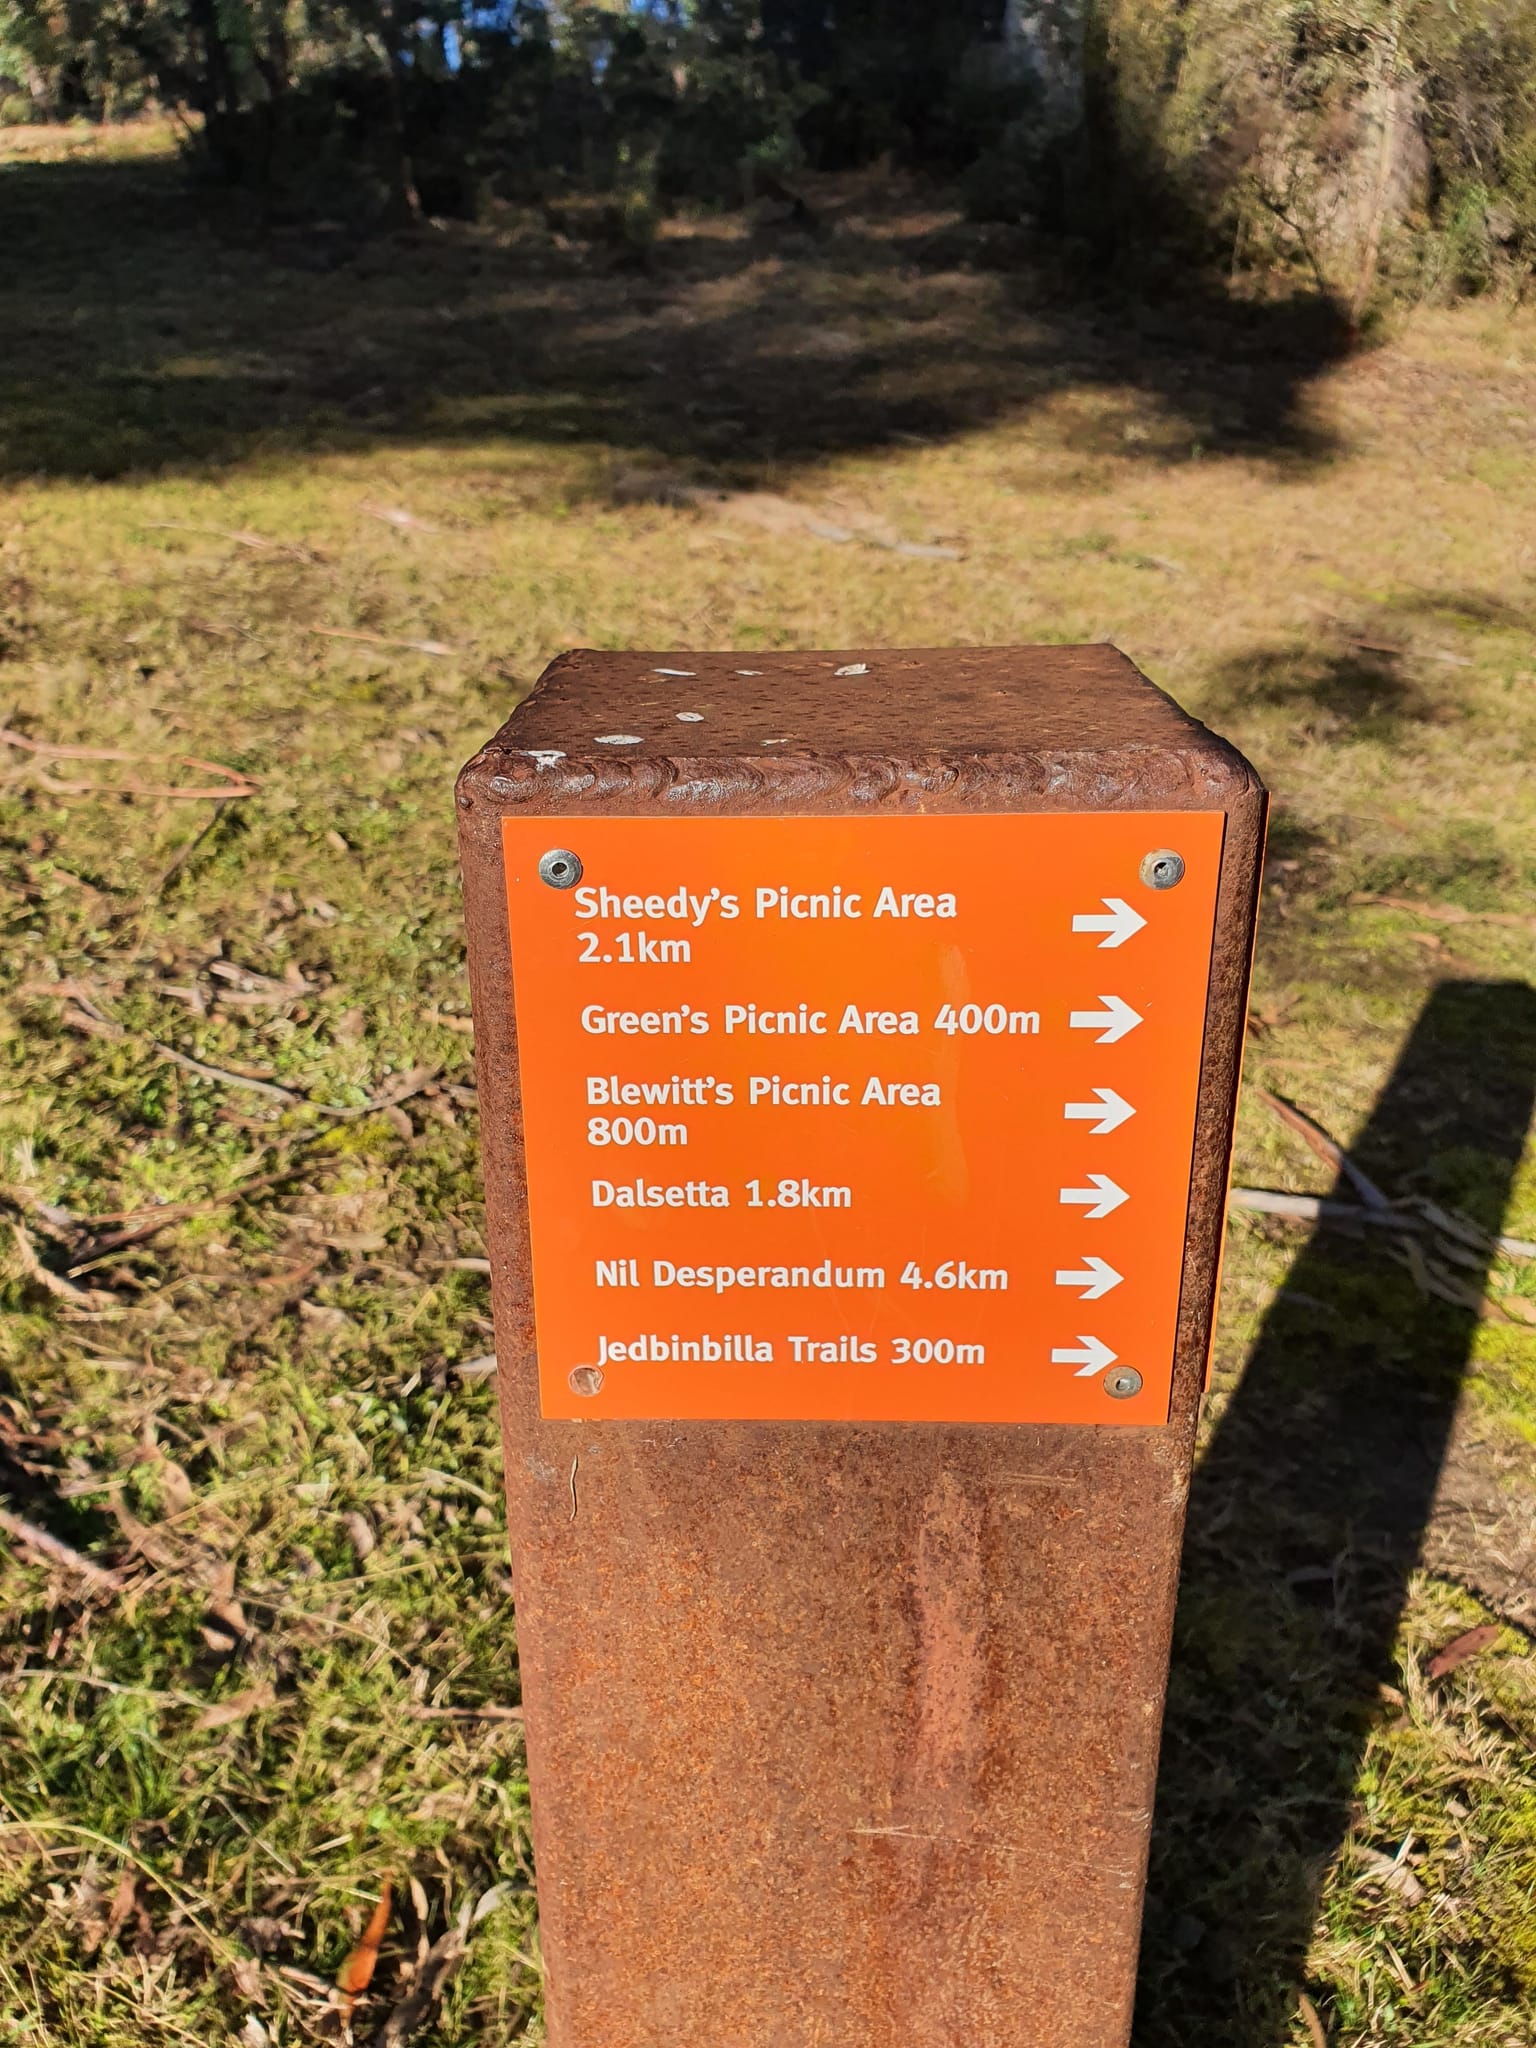 Sheedy's Picnic Area
2.1km
Green's Picnic Area 400m
Blewitt's Picnic Area
800m
Dalsetta 1.8km
Nil Desperandum 4.6km
Jedbinbilla Trails 300m